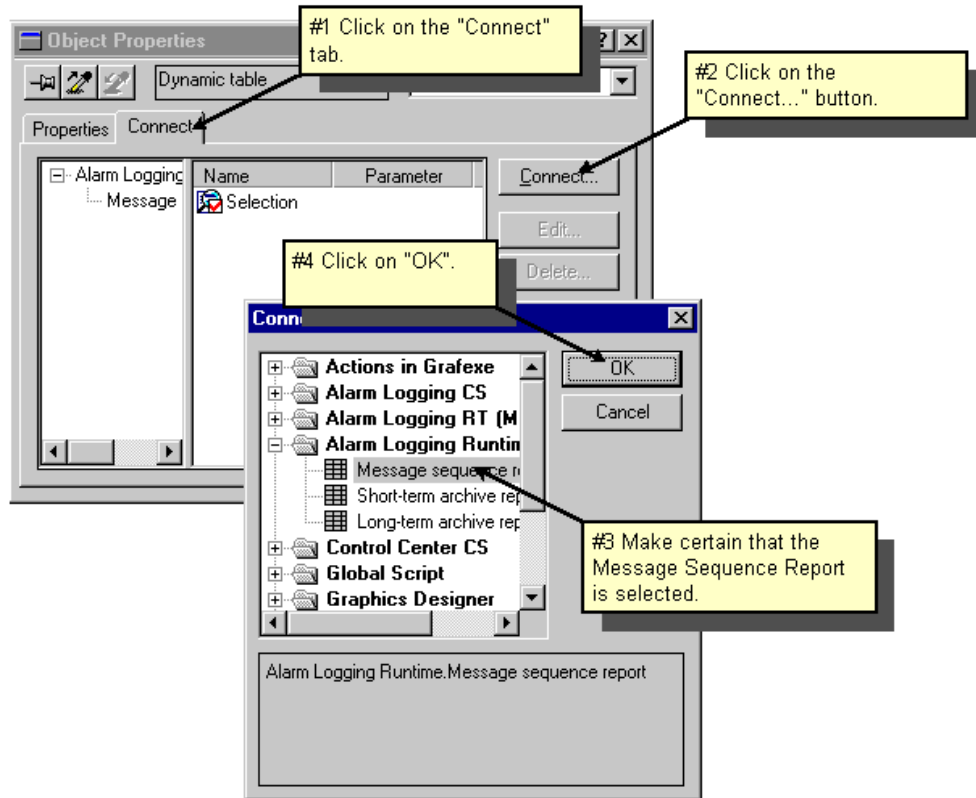 Object Properties
#1 Click on the "Connect"
tab.
Dynamic table
#2 Click on the
"Connect..." button.
Properties
Connect
Alarm Logging
Message
Name
Parameter
Selection
Connect...
Edit...
Delete...
#4 Click on "OK".
Conn
Actions in Grafexe
Alarm Logging CS
Alarm Logging RT (M
Alarm Logging Runtin
Message sequence r
Short-term archive rep
Long-term archive rep
Control Center CS
Global Script
Graphics Designer
OK
Cancel
#3 Make certain that the
Message Sequence Report
is selected.
Alarm Logging Runtime.Message sequence report